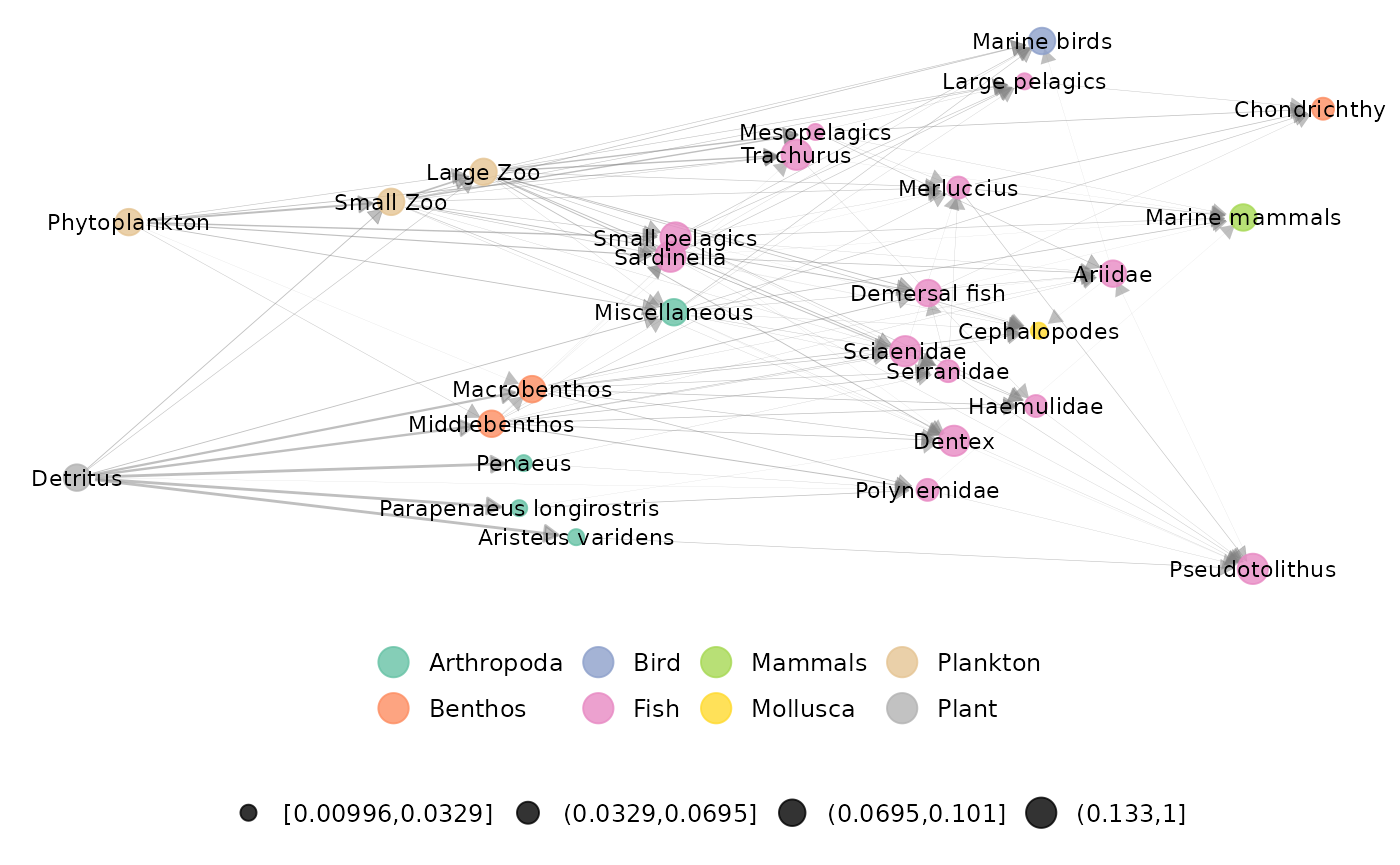 Marine birds
Large pelagics
Chondrichthy
Mesopelagics
Trachurus
Large Zoo
Merluccius
Small Zoo
Phytoplankton
Marine mammals
Small pelagics
Sardinella
Ariidae
Demersal fish
Miscellaneous
Cephalopodes
Sciaenidae
Serranidae
Macrobenthos
Haemulidae
Middlebenthos
Dentex
Penaeus
Detritus
Polynemidae
Parapenaeus longirostris
Aristeus varidens
Pseudotolithus
Arthropoda Bird Mammals Plankton
Benthos Fish Mollusca Plant
[0.00996,0.0329] (0.0329,0.0695] (0.0695,0.101] (0.133,1]